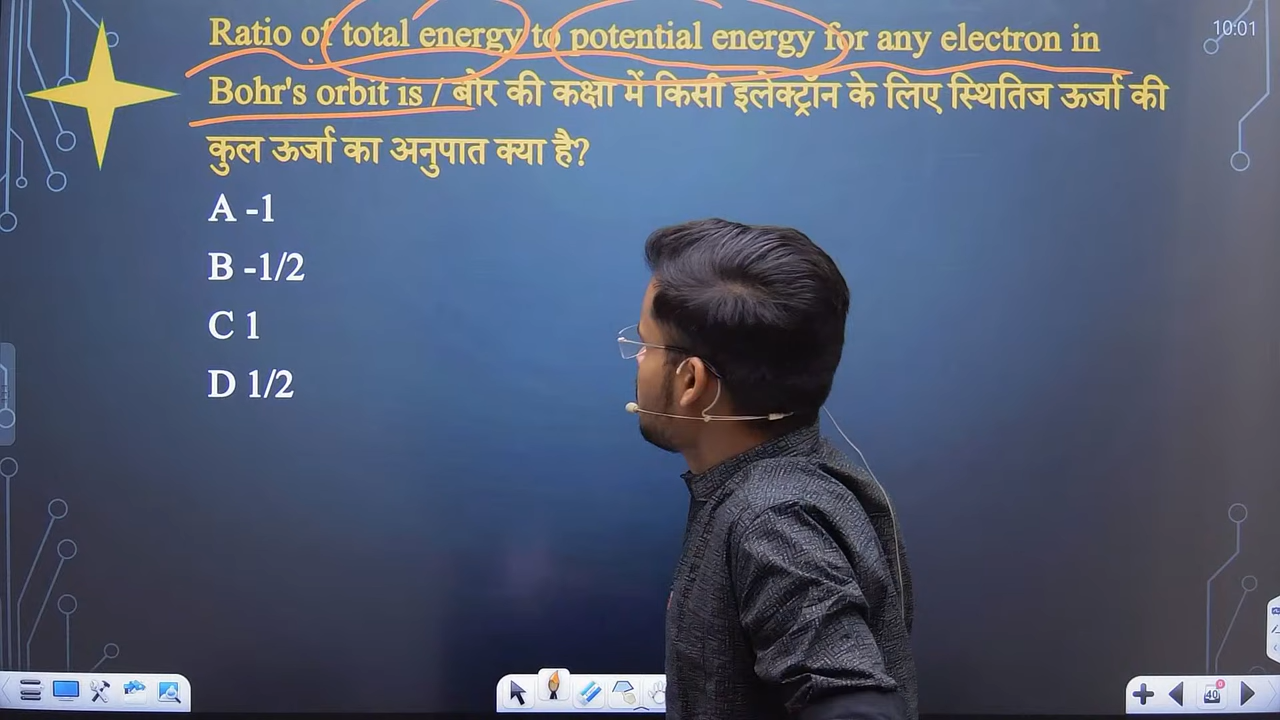 10:01
Ratio of total energy to potential energy for any electron in
Bohr's orbit is / बोर की कक्षा में किसी इलेक्ट्रॉन के लिए स्थितिज ऊर्जा की
कुल ऊर्जा का अनुपात क्या है?
A -1
B -1/2
C 1
D 1/2
40